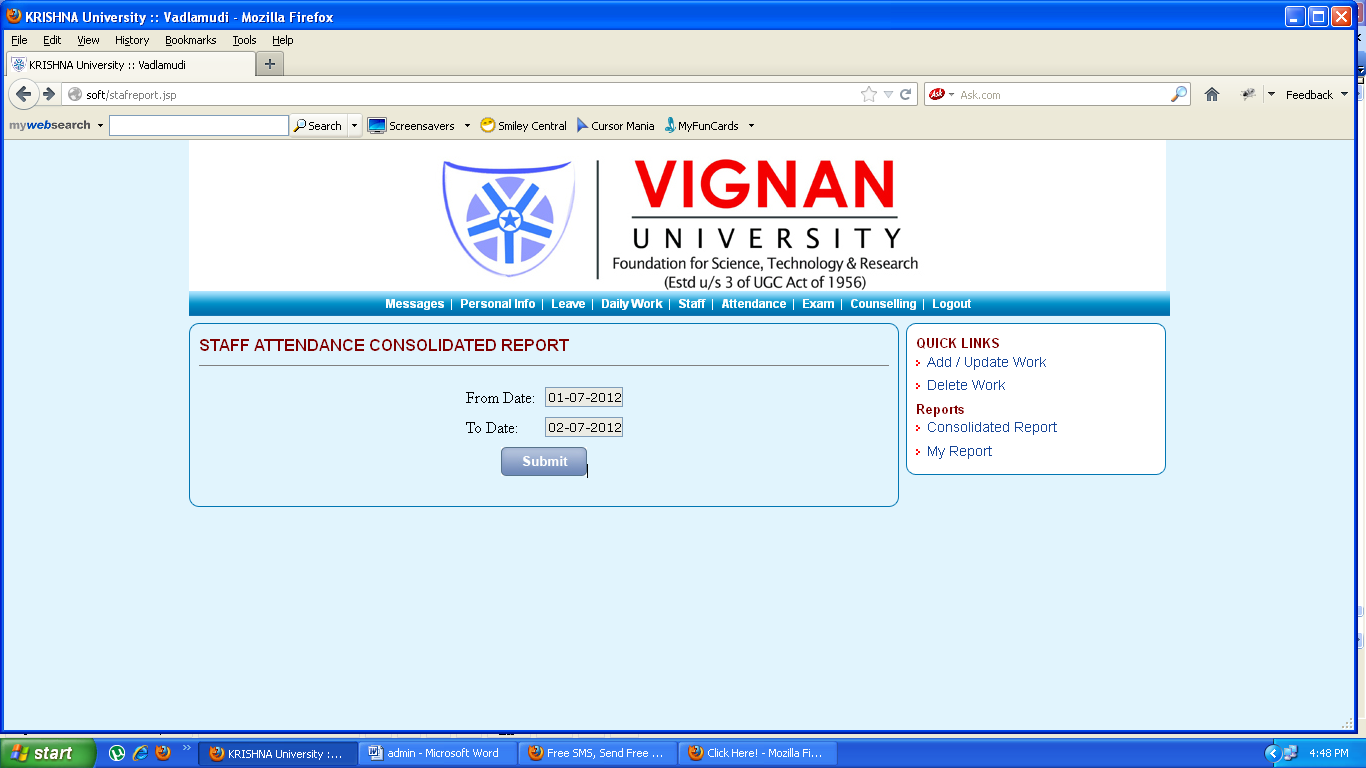 KRISHNA University :: Vadlamudi - Mozilla Firefox
File Edit View History Bookmarks Tools Help
KRISHNA University :: Vadlamudi
soft/stafreport.jsp Ask Ask.com Feedback
mywebsearch Search Screensavers Smiley Central Cursor Mania MyFunCards
VIGNAN
UNIVERSITY
Foundation for Science, Technology & Research
(Estd u/s 3 of UGC Act of 1956)
Messages | Personal Info | Leave | Daily Work | Staff | Attendance | Exam | Counselling | Logout
STAFF ATTENDANCE CONSOLIDATED REPORT
From Date: 01-07-2012
To Date: 02-07-2012
Submit
QUICK LINKS
Add / Update Work
Delete Work
Reports
Consolidated Report
My Report
start KRISHNA University :... admin - Microsoft Word Free SMS, Send Free ... Click Here! - Mozilla Fi... 4:48 PM